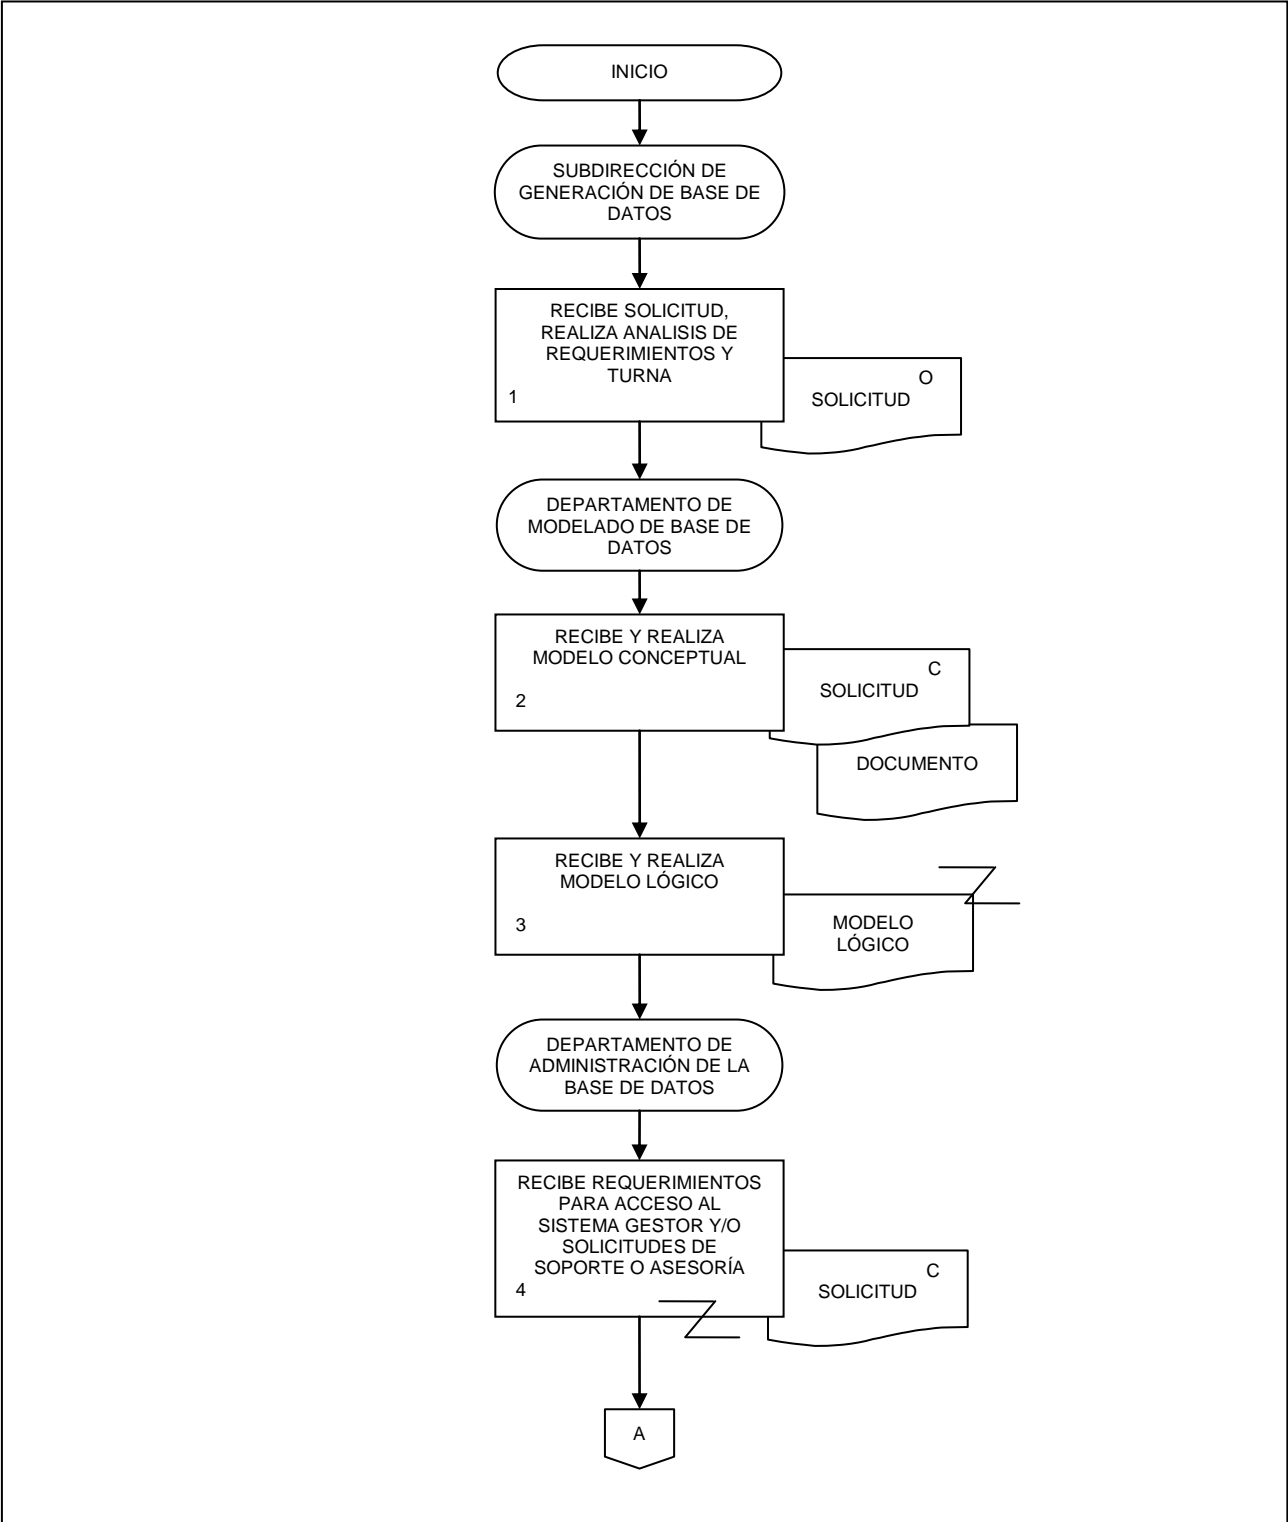 INICIO
SUBDIRECCIÓN DE
GENERACIÓN DE BASE DE
DATOS
RECIBE SOLICITUD,
REALIZA ANALISIS DE
REQUERIMIENTOS Y
TURNA
1
O
SOLICITUD
DEPARTAMENTO DE
MODELADO DE BASE DE
DATOS
RECIBE Y REALIZA
MODELO CONCEPTUAL
2
C
SOLICITUD
DOCUMENTO
RECIBE Y REALIZA
MODELO LÓGICO
3
MODELO
LÓGICO
DEPARTAMENTO DE
ADMINISTRACIÓN DE LA
BASE DE DATOS
RECIBE REQUERIMIENTOS
PARA ACCESO AL
SISTEMA GESTOR Y/O
SOLICITUDES DE
SOPORTE O ASESORÍA
4
C
SOLICITUD
A